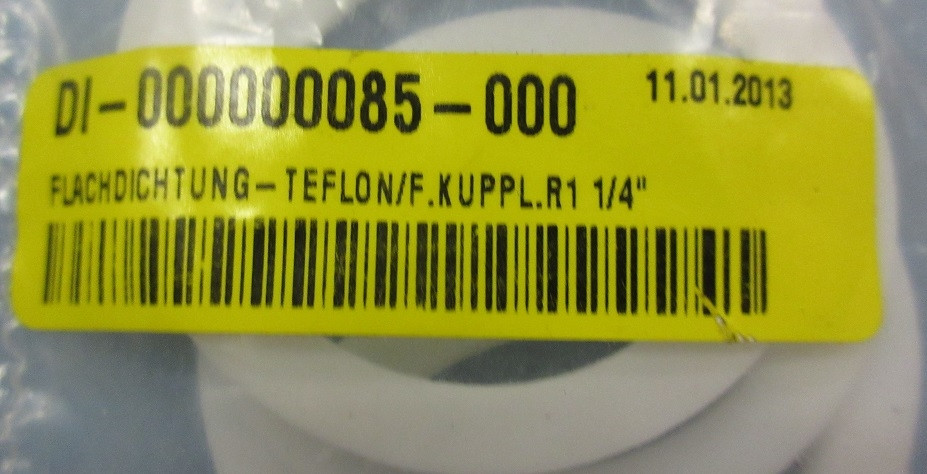 DI-000000085-000 11.01.2013
FLACHDICHTUNG-TEFLON/F.KUPPL.R1 1/4"